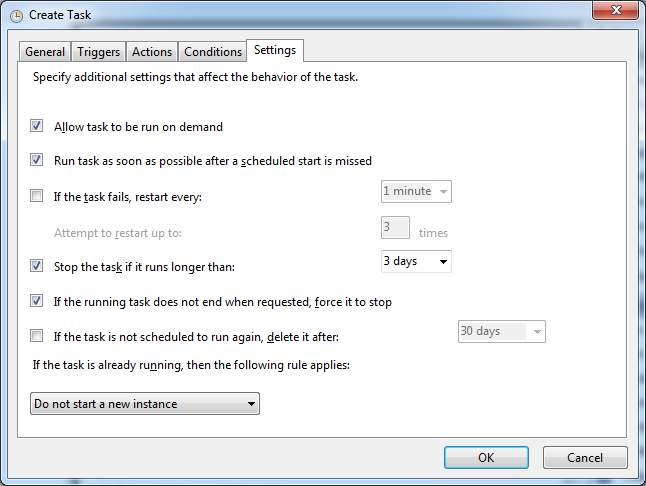 Create Task
General Triggers Actions Conditions Settings
Specify additional settings that affect the behavior of the task.
Allow task to be run on demand
Run task as soon as possible after a scheduled start is missed
If the task fails, restart every: 1 minute
Attempt to restart up to: 3 times
Stop the task if it runs longer than: 3 days
If the running task does not end when requested, force it to stop
If the task is not scheduled to run again, delete it after: 30 days
If the task is already running, then the following rule applies:
Do not start a new instance
OK Cancel